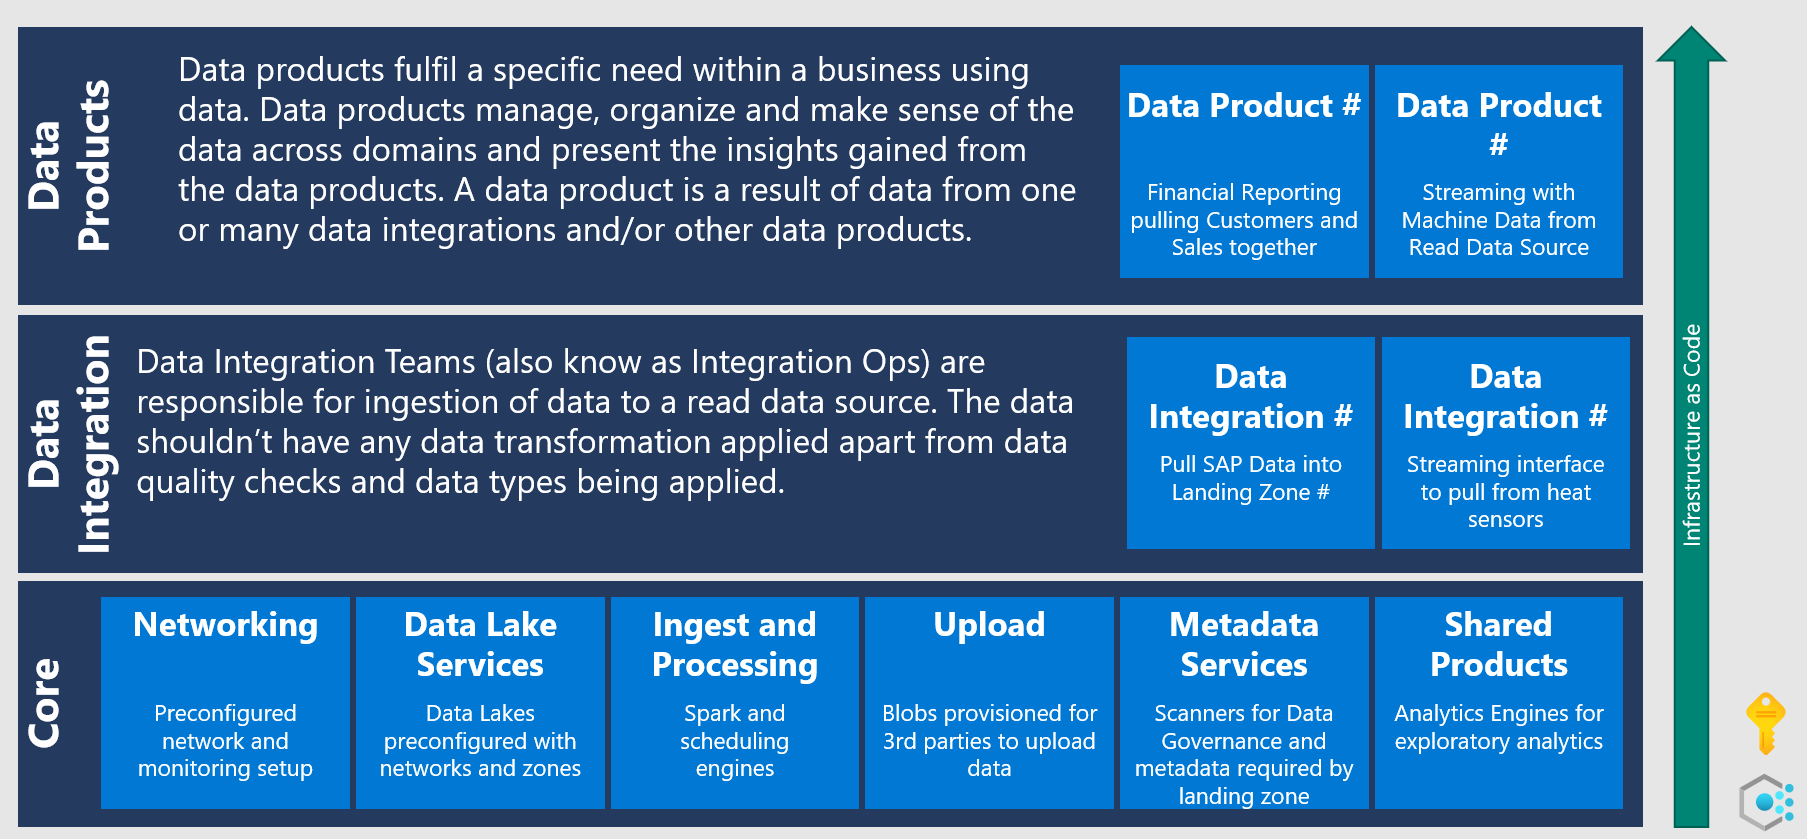 Data
Products
Data products fulfil a specific need within a business using
data. Data products manage, organize and make sense of the
data across domains and present the insights gained from
the data products. A data product is a result of data from one
or many data integrations and/or other data products.
Data Product #
Financial Reporting
pulling Customers and
Sales together
Data Product
#
Streaming with
Machine Data from
Read Data Source
Data
Integration
Data Integration Teams (also know as Integration Ops) are
responsible for ingestion of data to a read data source. The data
shouldn’t have any data transformation applied apart from data
quality checks and data types being applied.
Data
Integration #
Pull SAP Data into
Landing Zone #
Data
Integration #
Streaming interface
to pull from heat
sensors
Core
Networking
Preconfigured
network and
monitoring setup
Data Lake
Services
Data Lakes
preconfigured with
networks and zones
Ingest and
Processing
Spark and
scheduling
engines
Upload
Blobs provisioned for
3rd parties to upload
data
Metadata
Services
Scanners for Data
Governance and
metadata required by
landing zone
Shared
Products
Analytics Engines for
exploratory analytics
Infrastructure as Code